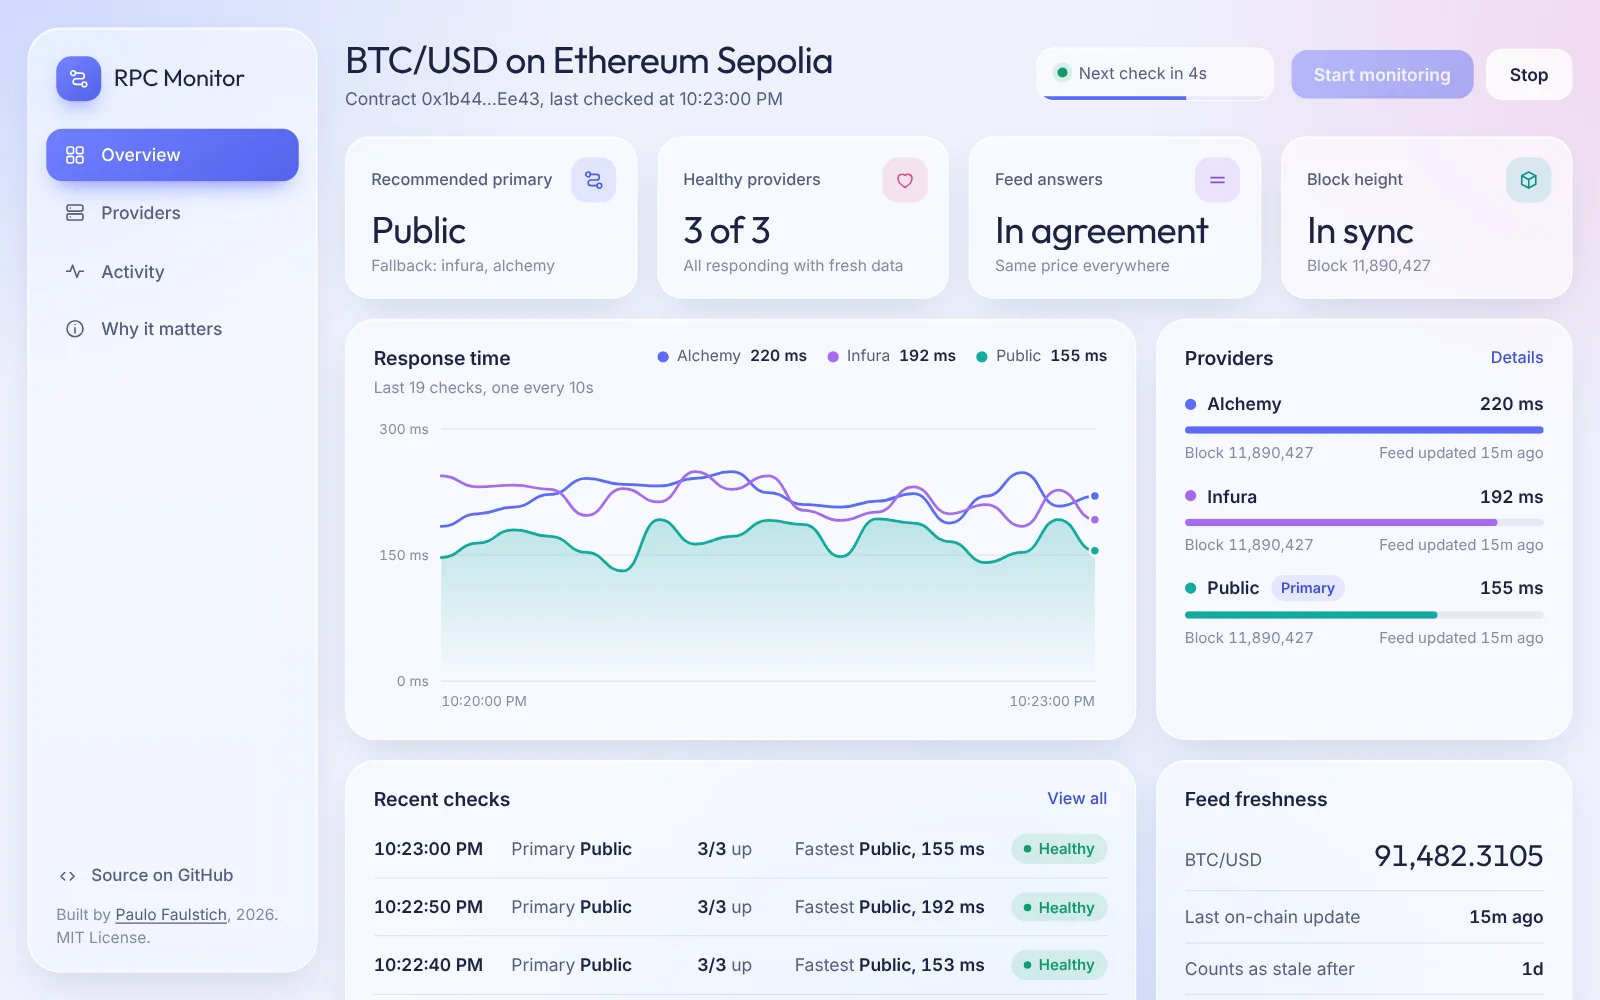 RPC Monitor
Overview
Providers
Activity
Why it matters
Source on GitHub
Built by Paulo Faulstich, 2026.
MIT License.
BTC/USD on Ethereum Sepolia
Contract 0x1b44...Ee43, last checked at 10:23:00 PM
Next check in 4s
Start monitoring
Stop
Recommended primary
Public
Fallback: infura, alchemy
Healthy providers
3 of 3
All responding with fresh data
Feed answers
In agreement
Same price everywhere
Block height
In sync
Block 11,890,427
Response time
Last 19 checks, one every 10s
Alchemy 220 ms Infura 192 ms Public 155 ms
300 ms
150 ms
0 ms
10:20:00 PM 10:23:00 PM
Providers Details
Alchemy 220 ms
Block 11,890,427 Feed updated 15m ago
Infura 192 ms
Block 11,890,427 Feed updated 15m ago
Public Primary 155 ms
Block 11,890,427 Feed updated 15m ago
Recent checks View all
10:23:00 PM Primary Public 3/3 up Fastest Public, 155 ms Healthy
10:22:50 PM Primary Public 3/3 up Fastest Public, 192 ms Healthy
10:22:40 PM Primary Public 3/3 up Fastest Public, 153 ms Healthy
Feed freshness
BTC/USD 91,482.3105
Last on-chain update 15m ago
Counts as stale after 1d